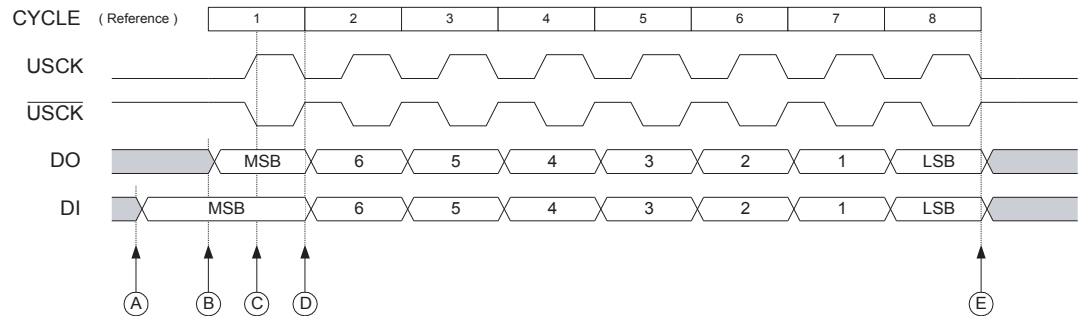 CYCLE ( Reference ) 1 2 3 4 5 6 7 8
USCK
USCK
DO MSB 6 5 4 3 2 1 LSB
DI MSB 6 5 4 3 2 1 LSB
A B C D E